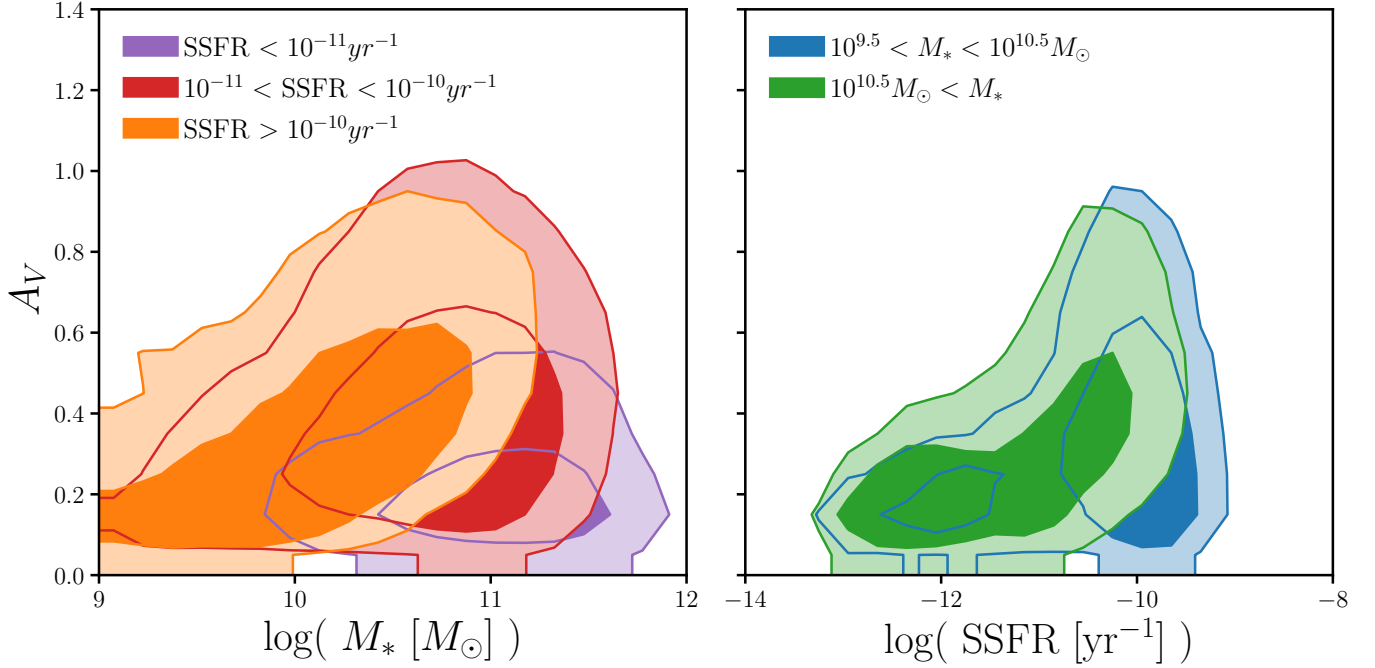 1.4
1.2
1.0
0.8
0.6
0.4
0.2
0.0
A_V
SSFR < 10^{-11}yr^{-1}
10^{-11} < SSFR < 10^{-10}yr^{-1}
SSFR > 10^{-10}yr^{-1}
9 10 11 12
log( M_* [M_⊙] )
10^{9.5} < M_* < 10^{10.5}M_⊙
10^{10.5}M_⊙ < M_*
−14 −12 −10 −8
log( SSFR [yr^{-1}] )